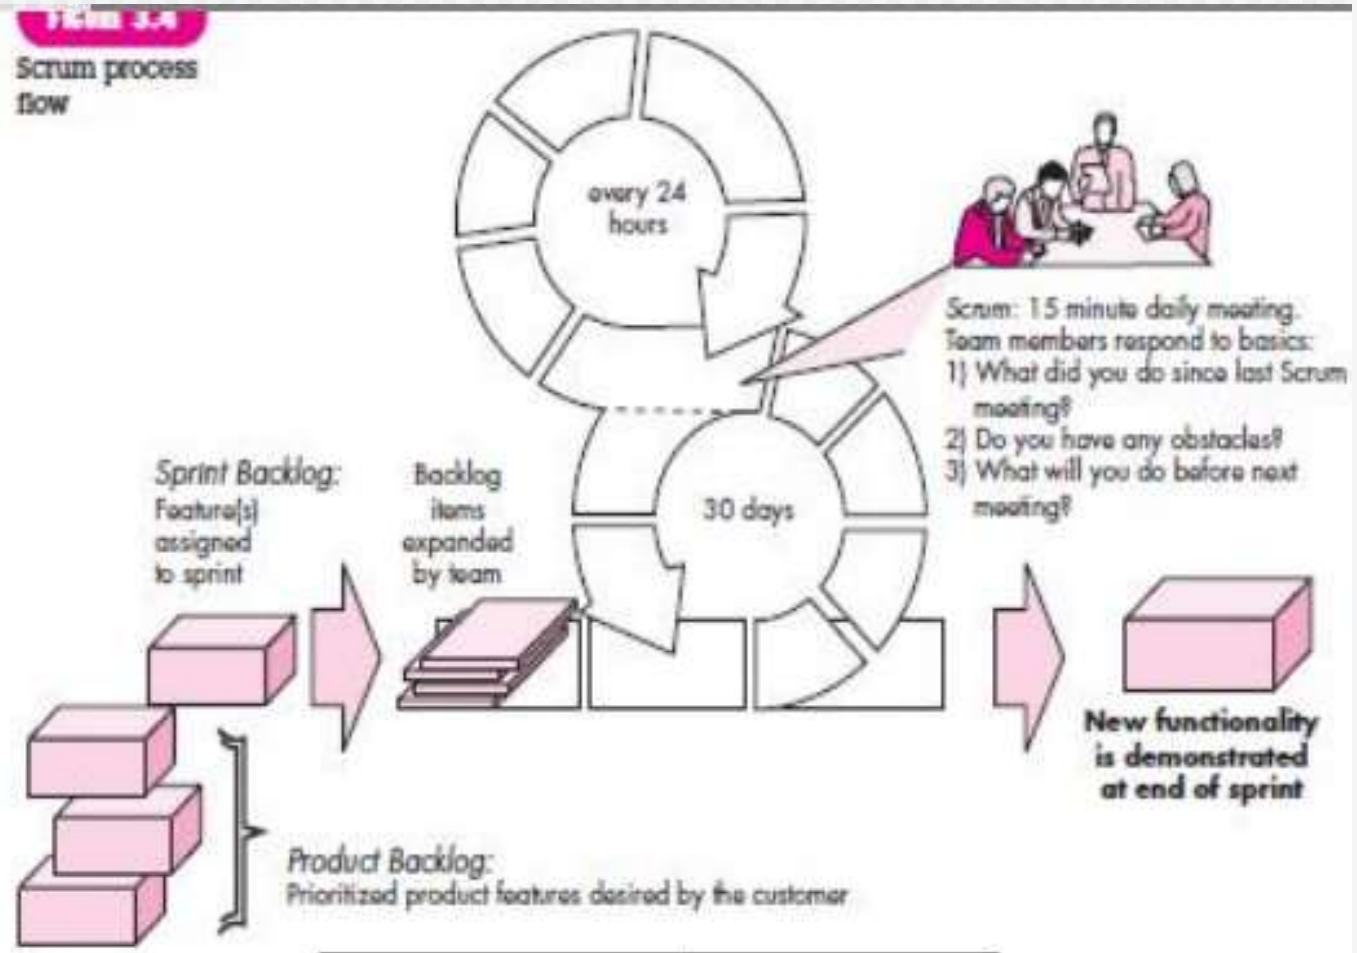 Scrum process
flow
every 24
hours
Scrum: 15 minute daily meeting.
Team members respond to basics:
1) What did you do since last Scrum
meeting?
2) Do you have any obstacles?
3) What will you do before next
meeting?
Sprint Backlog:
Feature(s)
assigned
to sprint
Backlog
items
expanded
by team
30 days
New functionality
is demonstrated
at end of sprint
Product Backlog:
Prioritized product features desired by the customer